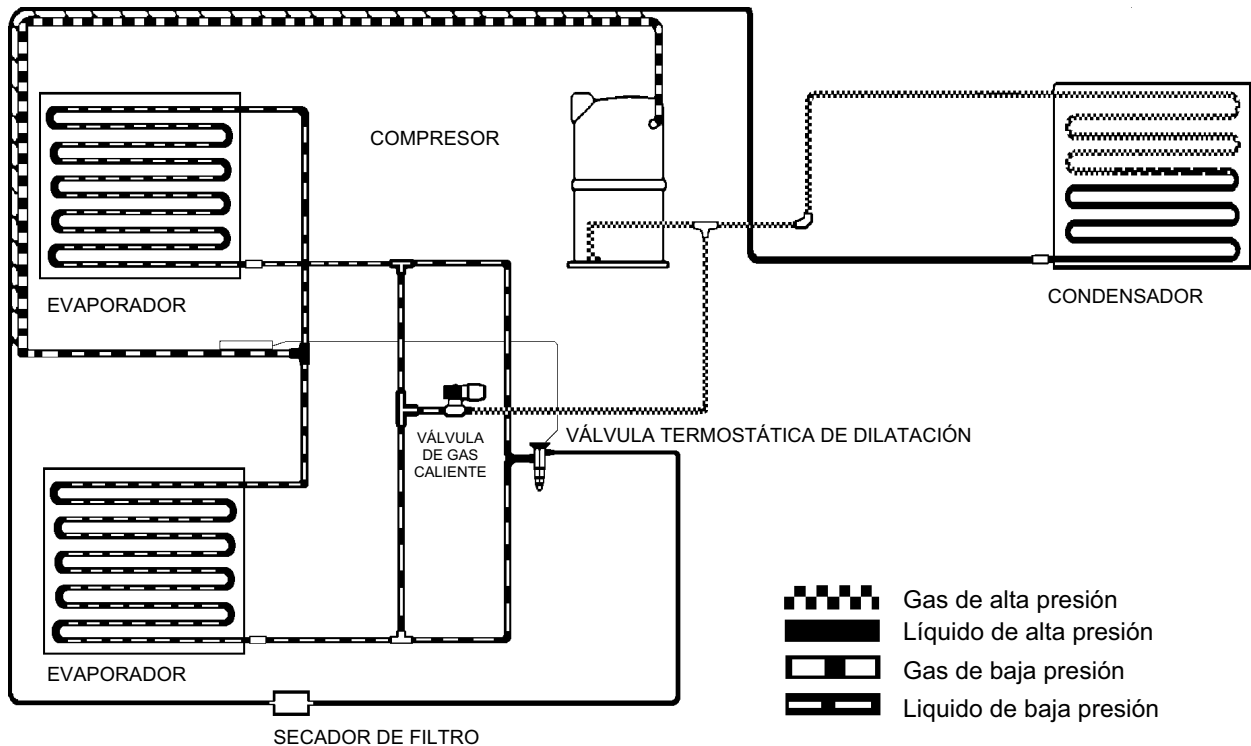 COMPRESOR
EVAPORADOR
CONDENSADOR
VÁLVULA
DE GAS
CALIENTE
VÁLVULA TERMOSTÁTICA DE DILATACIÓN
EVAPORADOR
SECADOR DE FILTRO
Gas de alta presión
Líquido de alta presión
Gas de baja presión
Liquido de baja presión